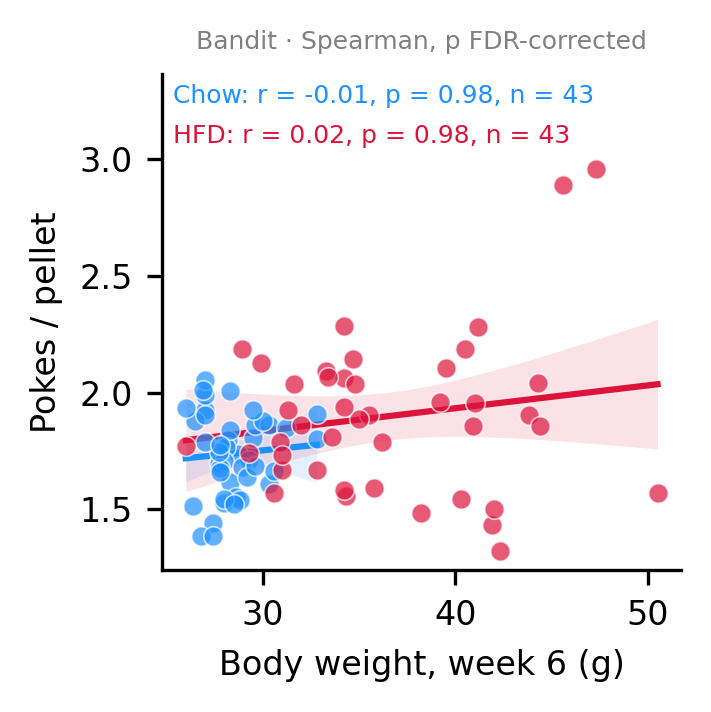 Bandit · Spearman, p FDR-corrected
Chow: r = -0.01, p = 0.98, n = 43
HFD: r = 0.02, p = 0.98, n = 43
3.0
2.5
2.0
1.5
Pokes / pellet
30 40 50
Body weight, week 6 (g)